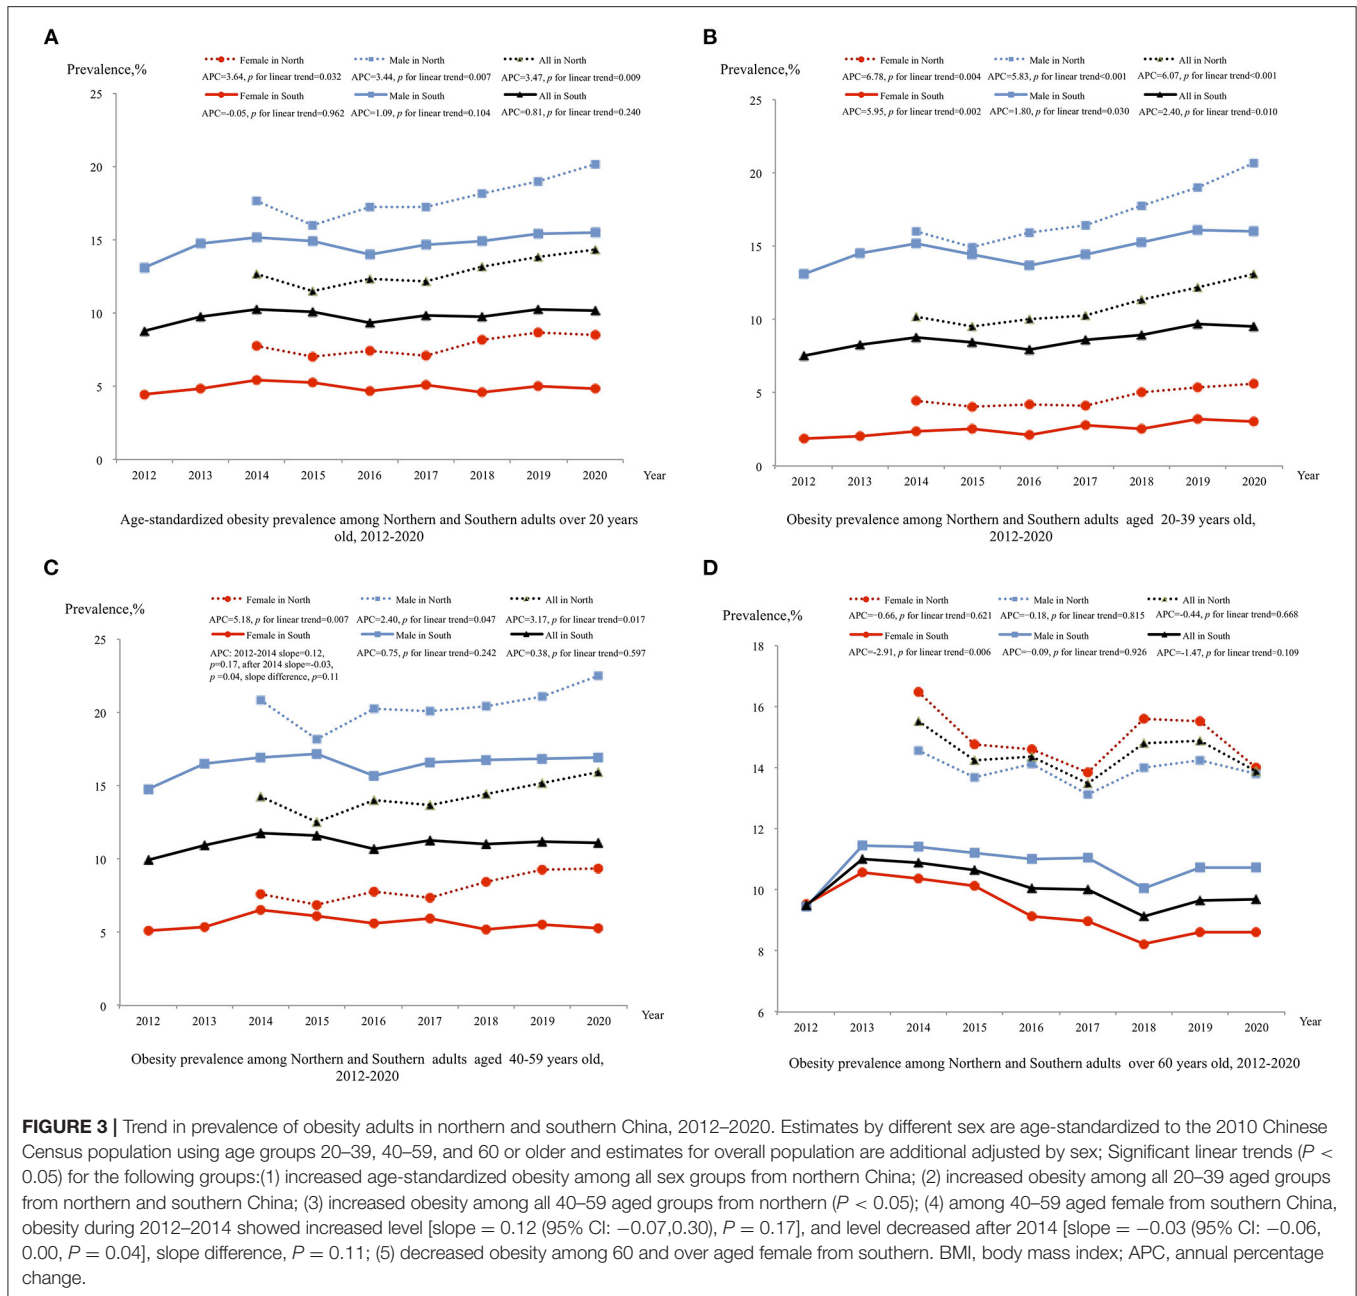 A
Prevalence,%
Female in North
Male in North
All in North
APC=3.64, p for linear trend=0.032
APC=3.44, p for linear trend=0.007
APC=3.47, p for linear trend=0.009
Female in South
Male in South
All in South
APC=-0.05, p for linear trend=0.962
APC=1.09, p for linear trend=0.104
APC=0.81, p for linear trend=0.240
25
20
15
10
5
0
2012 2013 2014 2015 2016 2017 2018 2019 2020
Year
Age-standardized obesity prevalence among Northern and Southern adults over 20 years
old, 2012-2020
B
Prevalence,%
Female in North
Male in North
All in North
APC=6.78, p for linear trend=0.004
APC=5.83, p for linear trend<0.001
APC=6.07, p for linear trend<0.001
Female in South
Male in South
All in South
APC=5.95, p for linear trend=0.002
APC=1.80, p for linear trend=0.030
APC=2.40, p for linear trend=0.010
25
20
15
10
5
0
2012 2013 2014 2015 2016 2017 2018 2019 2020
Year
Obesity prevalence among Northern and Southern adults aged 20-39 years old,
2012-2020
C
Prevalence,%
Female in North
Male in North
All in North
APC=5.18, p for linear trend=0.007
APC=2.40, p for linear trend=0.047
APC=3.17, p for linear trend=0.017
Female in South
Male in South
All in South
APC: 2012-2014 slope=0.12,
p=0.17, after 2014 slope=-0.03,
p =0.04, slope difference, p=0.11
APC=0.75, p for linear trend=0.242
APC=0.38, p for linear trend=0.597
25
20
15
10
5
0
2012 2013 2014 2015 2016 2017 2018 2019 2020
Year
Obesity prevalence among Northern and Southern adults aged 40-59 years old,
2012-2020
D
Prevalence,%
Female in North
Male in North
All in North
APC=-0.66, p for linear trend=0.621
APC=-0.18, p for linear trend=0.815
APC=-0.44, p for linear trend=0.668
Female in South
Male in South
All in South
APC=-2.91, p for linear trend=0.006
APC=-0.09, p for linear trend=0.926
APC=-1.47, p for linear trend=0.109
18
16
14
12
10
8
6
2012 2013 2014 2015 2016 2017 2018 2019 2020
Year
Obesity prevalence among Northern and Southern adults over 60 years old, 2012-2020
FIGURE 3 | Trend in prevalence of obesity adults in northern and southern China, 2012–2020. Estimates by different sex are age-standardized to the 2010 Chinese
Census population using age groups 20–39, 40–59, and 60 or older and estimates for overall population are additional adjusted by sex; Significant linear trends (P <
0.05) for the following groups:(1) increased age-standardized obesity among all sex groups from northern China; (2) increased obesity among all 20–39 aged groups
from northern and southern China; (3) increased obesity among all 40–59 aged groups from northern (P < 0.05); (4) among 40–59 aged female from southern China,
obesity during 2012–2014 showed increased level [slope = 0.12 (95% CI: −0.07,0.30), P = 0.17], and level decreased after 2014 [slope = −0.03 (95% CI: −0.06,
0.00, P = 0.04], slope difference, P = 0.11; (5) decreased obesity among 60 and over aged female from southern. BMI, body mass index; APC, annual percentage
change.